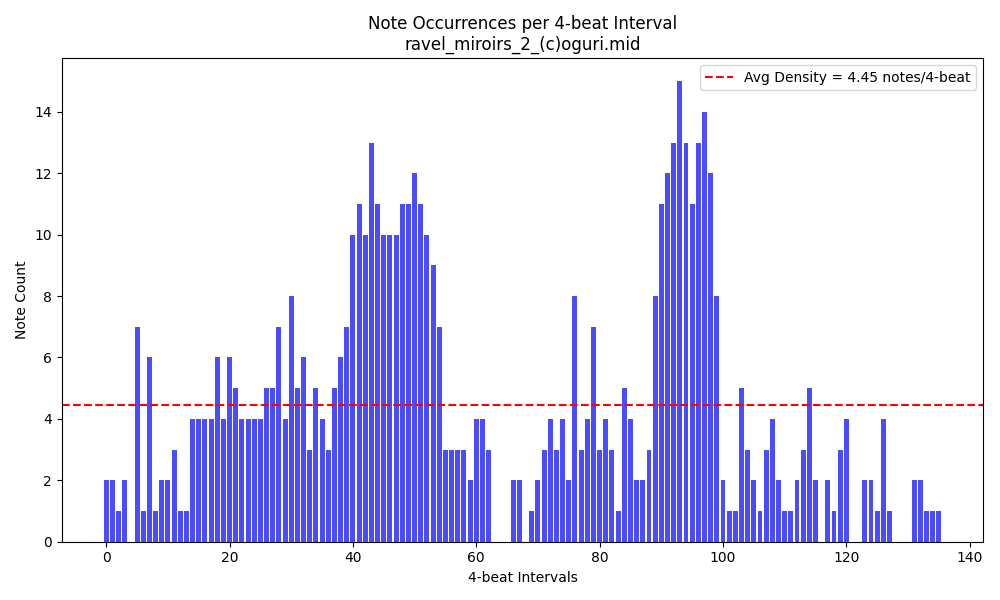 Note Occurrences per 4-beat Interval
ravel_miroirs_2_(c)oguri.mid
Avg Density = 4.45 notes/4-beat
Note Count
14
12
10
8
6
4
2
0
0 20 40 60 80 100 120 140
4-beat Intervals